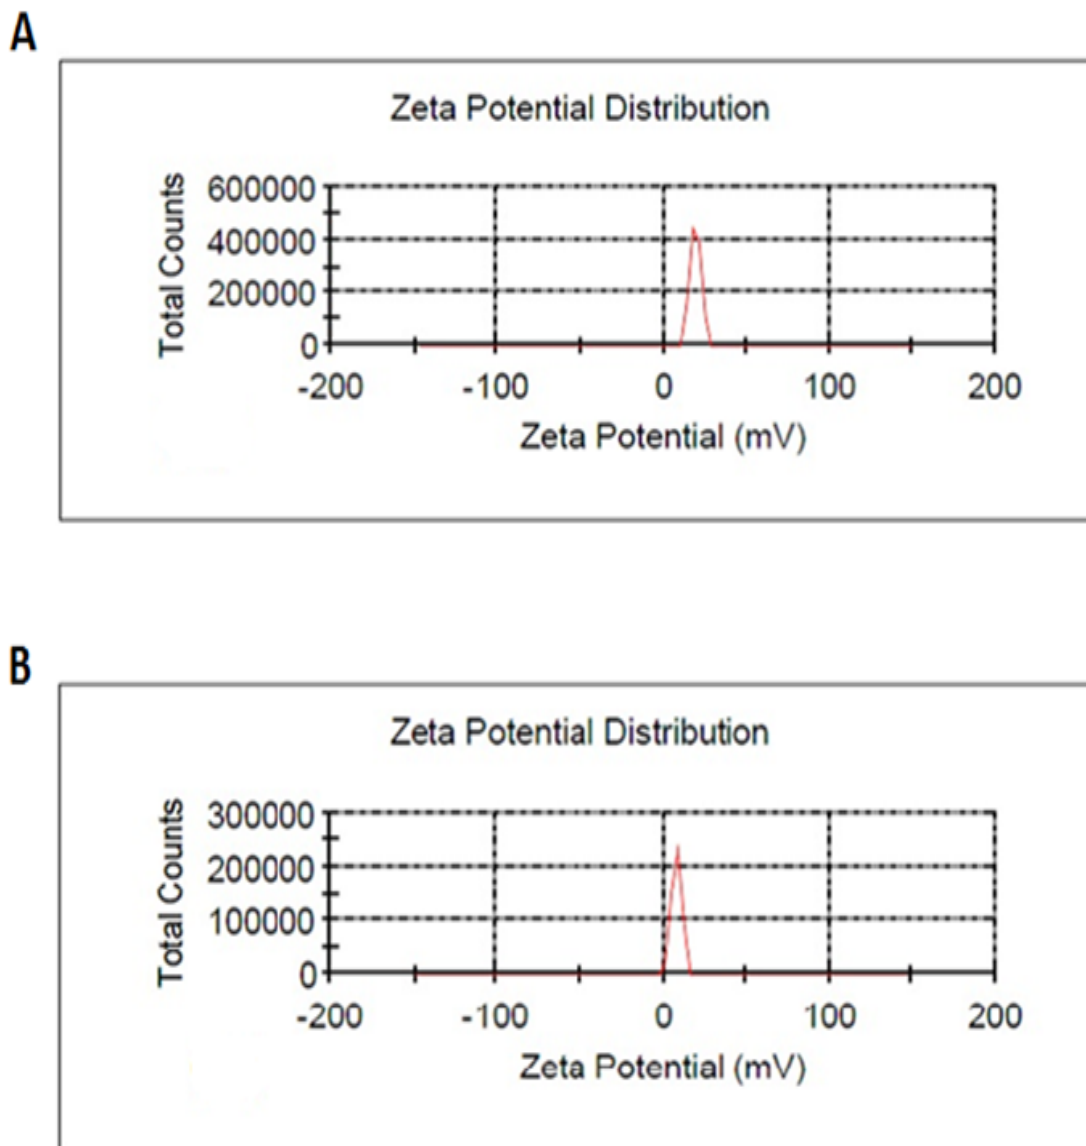 A
Zeta Potential Distribution
Total Counts
600000
400000
200000
0
-200 -100 0 100 200
Zeta Potential (mV)
B
Zeta Potential Distribution
Total Counts
300000
200000
100000
0
-200 -100 0 100 200
Zeta Potential (mV)